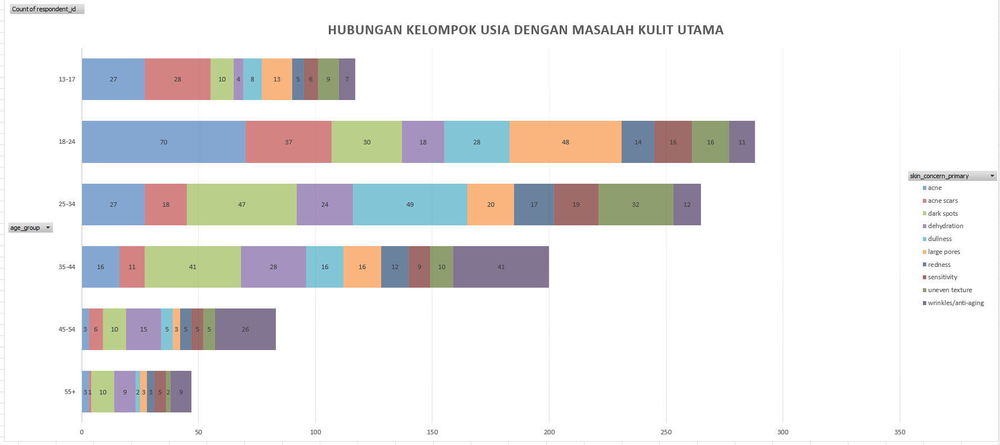 Count of respondent_id
HUBUNGAN KELOMPOK USIA DENGAN MASALAH KULIT UTAMA
13-17 27 28 10 4 8 13 5 6 9 7
18-24 70 37 30 18 28 48 14 16 16 11
25-34 27 18 47 24 49 20 17 19 32 12
age_group
35-44 16 11 41 28 16 16 12 9 10 41
45-54 3 6 10 15 5 3 5 5 5 26
55+ 3 1 10 9 2 3 3 5 2 9
0 50 100 150 200 250 300 350
skin_concern_primary
acne
acne scars
dark spots
dehydration
dullness
large pores
redness
sensitivity
uneven texture
wrinkles/anti-aging